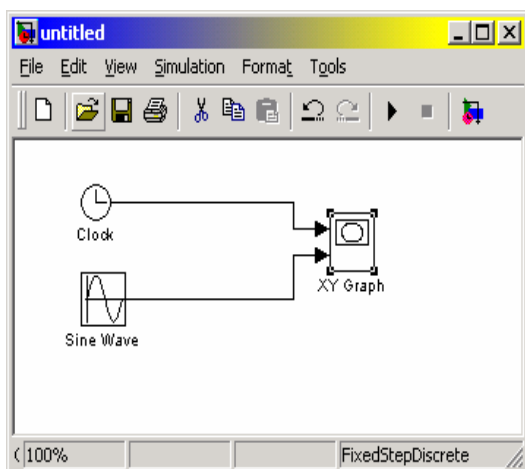 untitled
File Edit View Simulation Format Tools
Clock
XY Graph
Sine Wave
100% FixedStepDiscrete